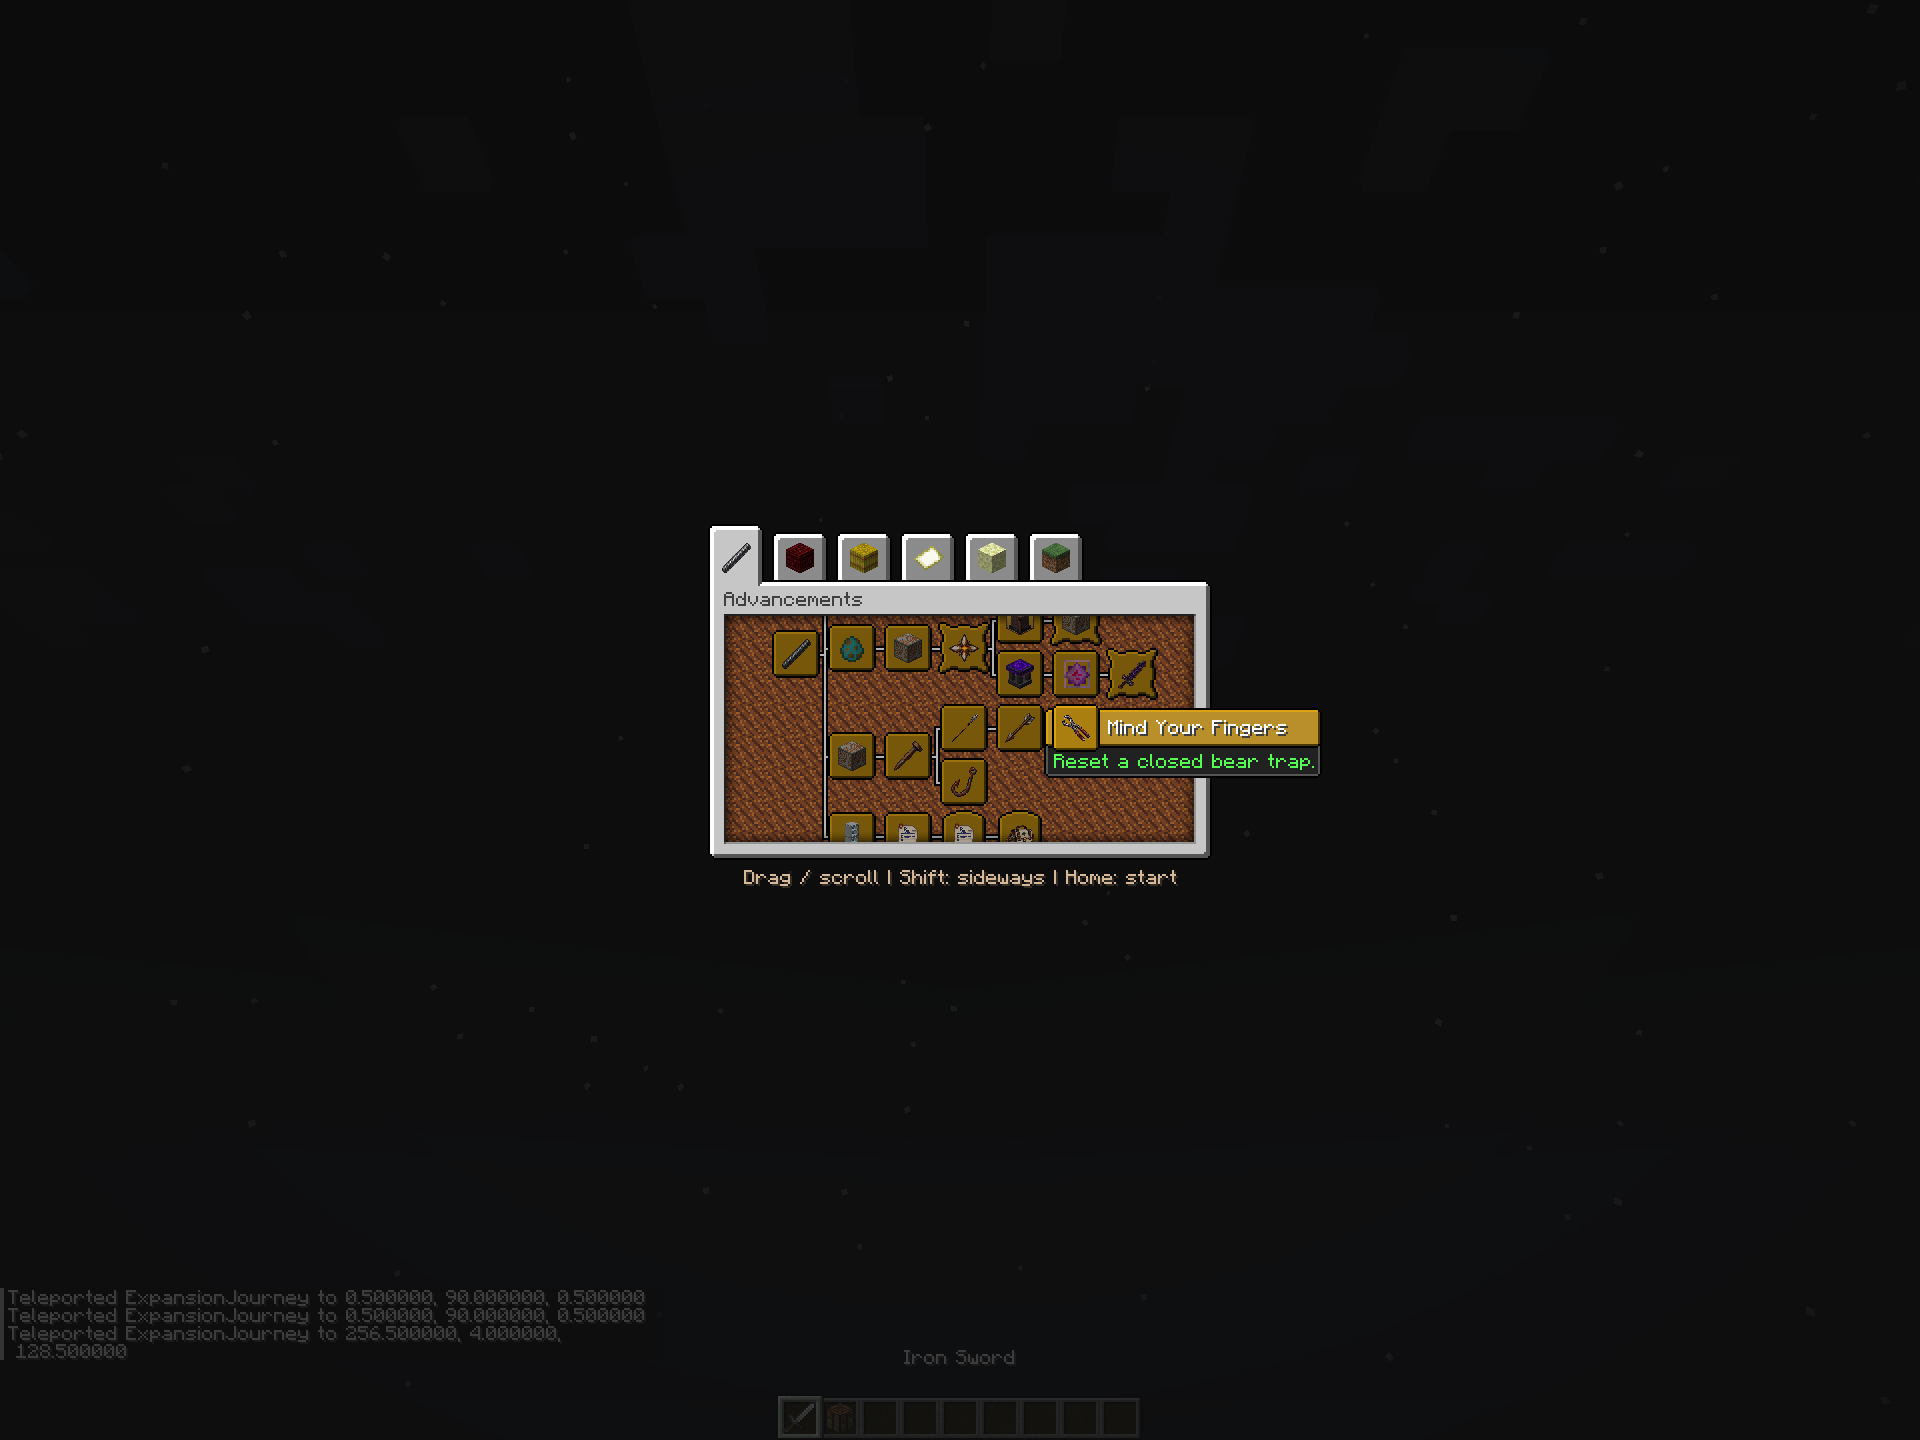 Advancements
Mind Your Fingers
Reset a closed bear trap.
Drag / scroll | Shift: sideways | Home: start
Teleported ExpansionJourney to 0.500000, 90.000000, 0.500000
Teleported ExpansionJourney to 0.500000, 90.000000, 0.500000
Teleported ExpansionJourney to 256.500000, 4.000000,
128.500000
Iron Sword